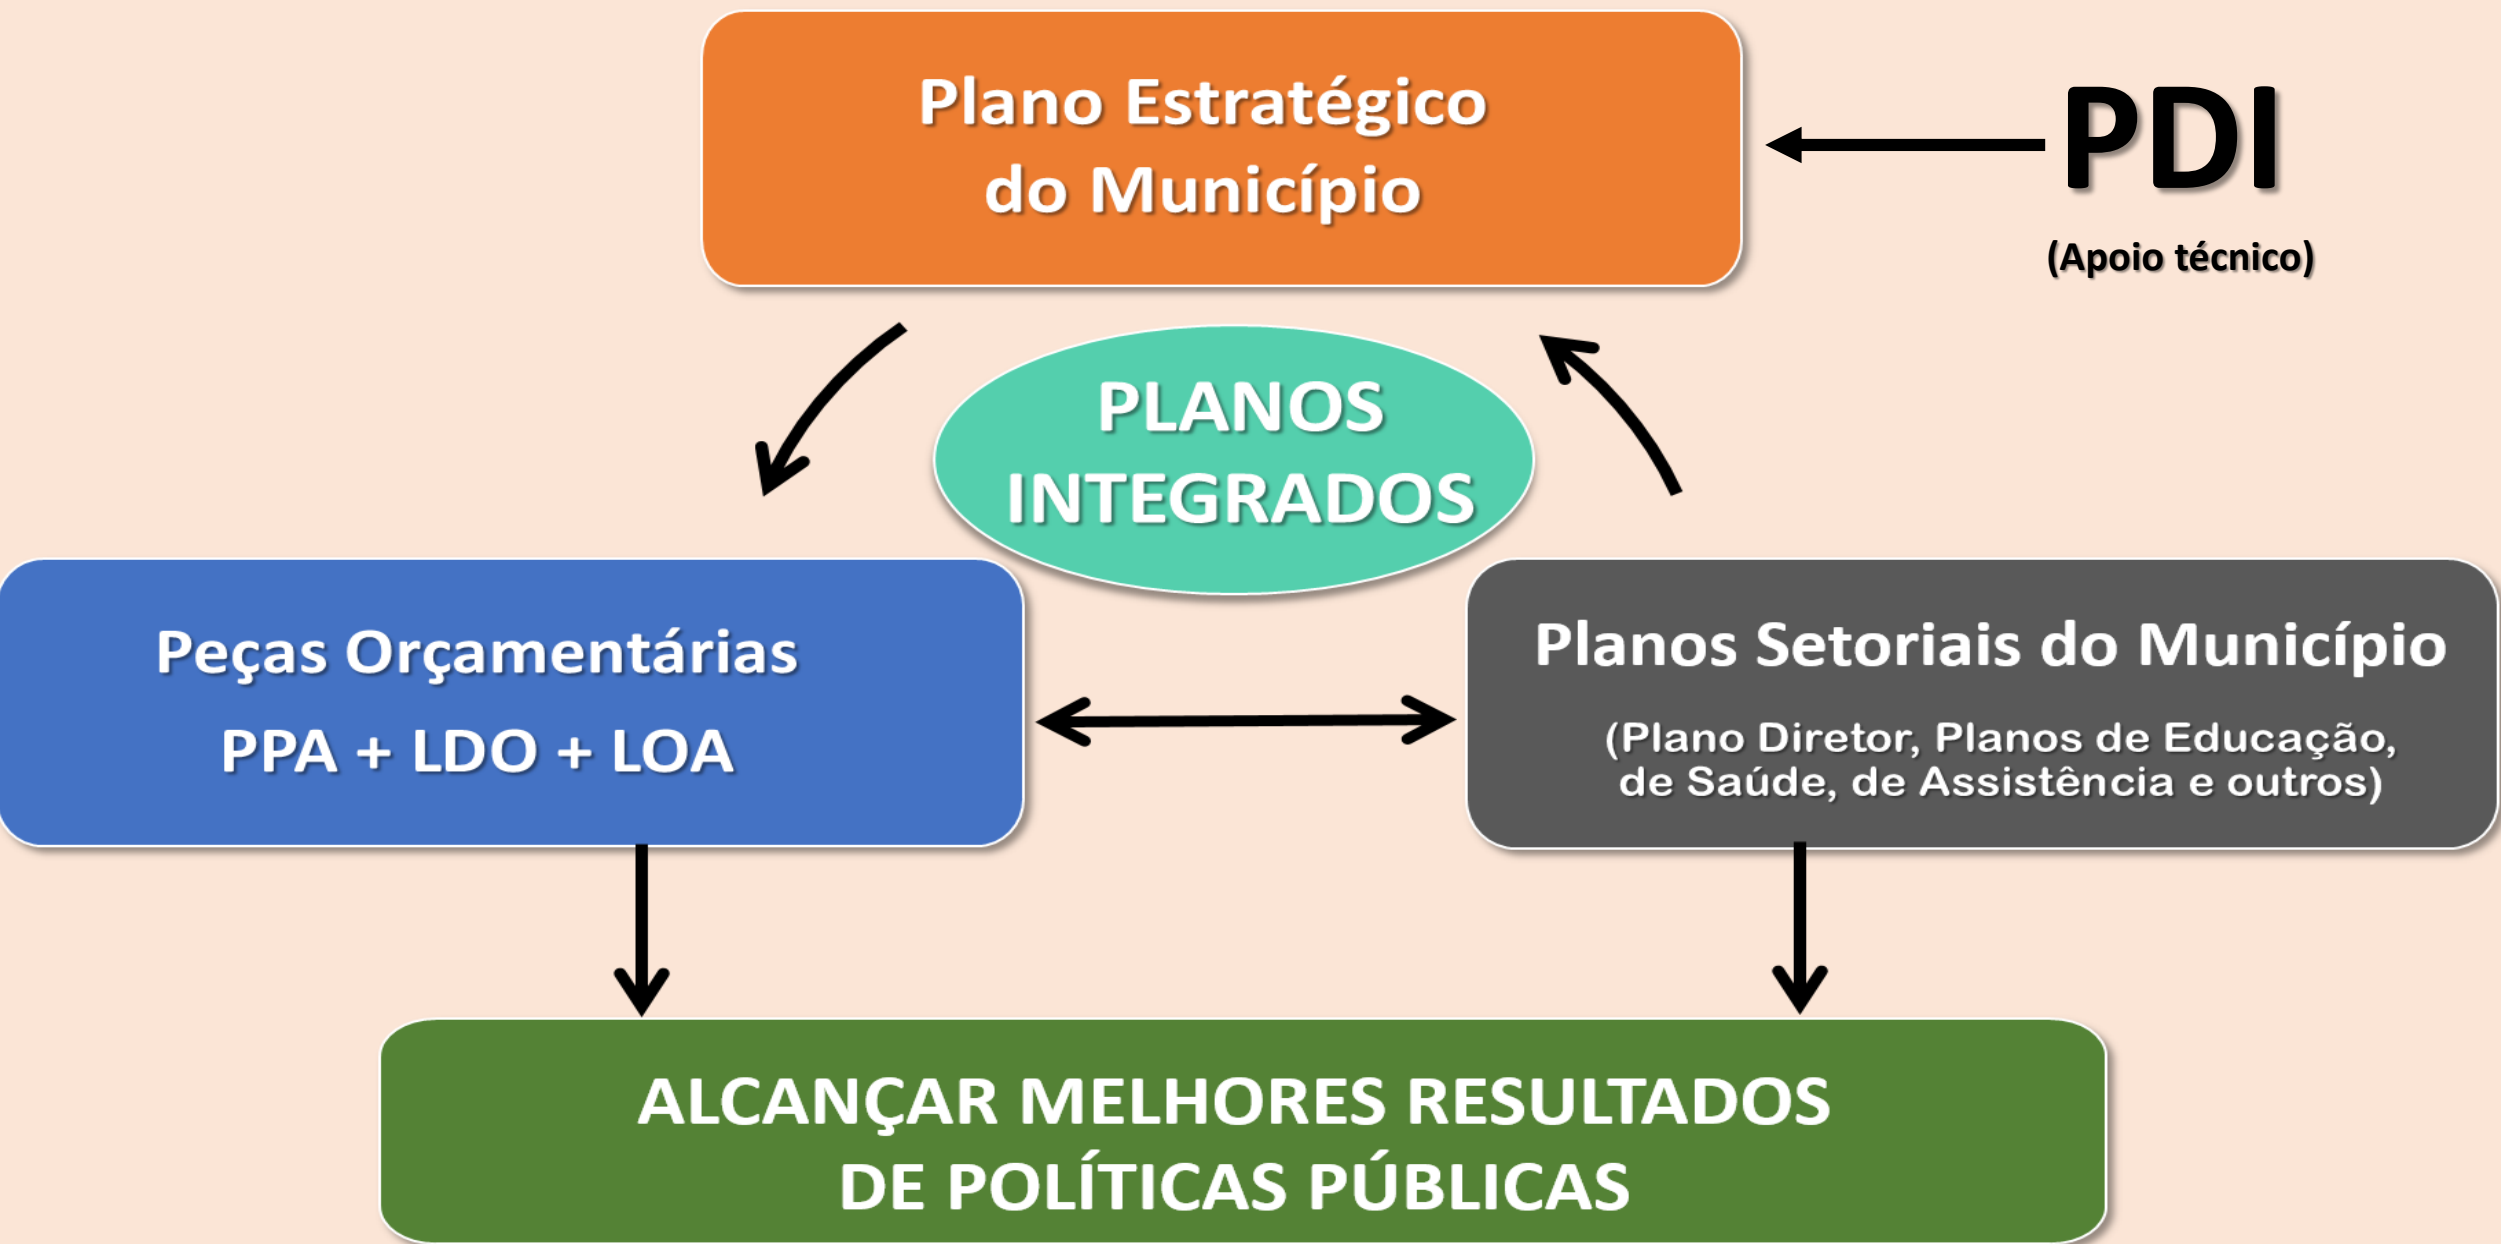 Plano Estratégico
do Município
PDI
(Apoio técnico)
PLANOS
INTEGRADOS
Peças Orçamentárias
PPA + LDO + LOA
Planos Setoriais do Município
(Plano Diretor, Planos de Educação,
de Saúde, de Assistência e outros)
ALCANÇAR MELHORES RESULTADOS
DE POLÍTICAS PÚBLICAS